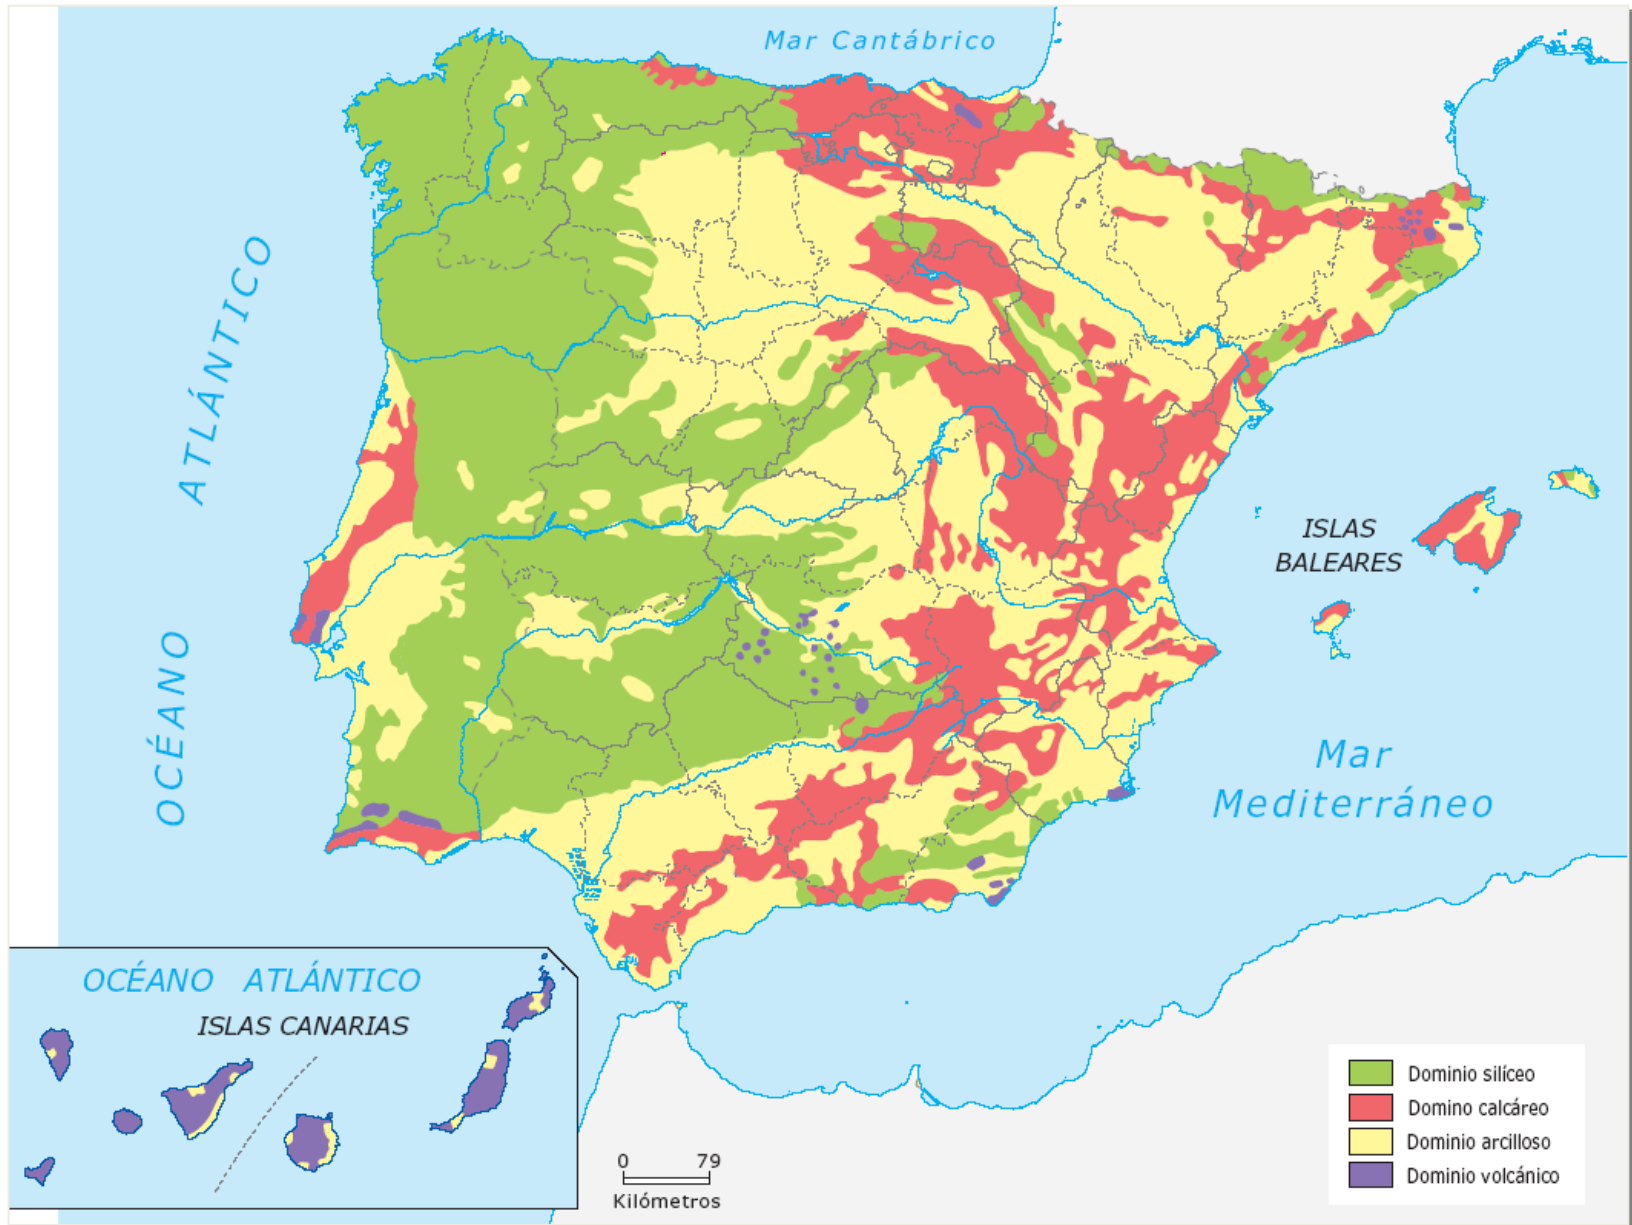 Mar Cantábrico
OCÉANO ATLÁNTICO
ISLAS
BALEARES
Mar
Mediterráneo
OCÉANO ATLÁNTICO
ISLAS CANARIAS
0 79
Kilómetros
Dominio silíceo
Domino calcáreo
Dominio arcilloso
Dominio volcánico